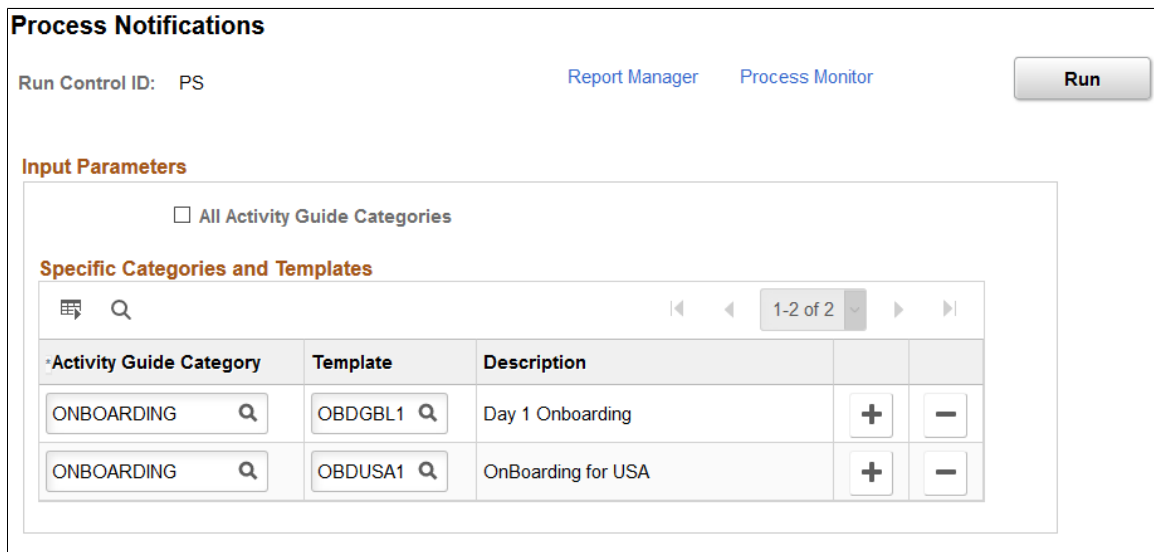 Process Notifications
Run Control ID: PS Report Manager Process Monitor Run
Input Parameters
All Activity Guide Categories
Specific Categories and Templates
1-2 of 2
*Activity Guide Category Template Description
ONBOARDING OBDGBL1 Day 1 Onboarding
ONBOARDING OBDUSA1 OnBoarding for USA